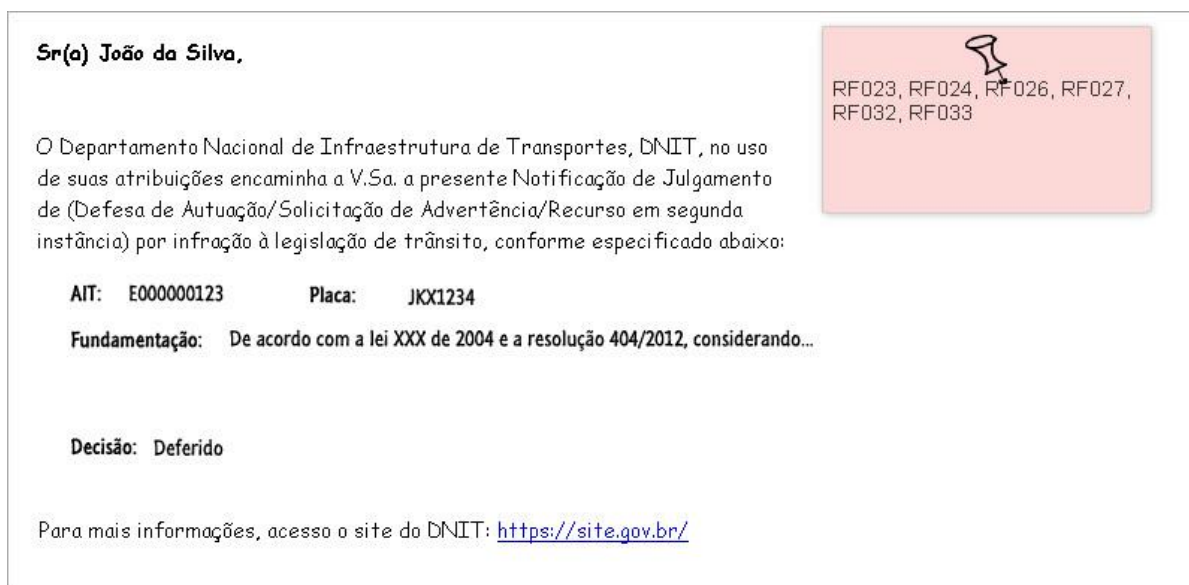 Sr(a) João da Silva,
RF023, RF024, RF026, RF027,
RF032, RF033
O Departamento Nacional de Infraestrutura de Transportes, DNIT, no uso
de suas atribuições encaminha a V.Sa. a presente Notificação de Julgamento
de (Defesa de Autuação/Solicitação de Advertência/Recurso em segunda
instância) por infração à legislação de trânsito, conforme especificado abaixo:
AIT: E000000123 Placa: JKX1234
Fundamentação: De acordo com a lei XXX de 2004 e a resolução 404/2012, considerando...
Decisão: Deferido
Para mais informações, acesso o site do DNIT: https://site.gov.br/